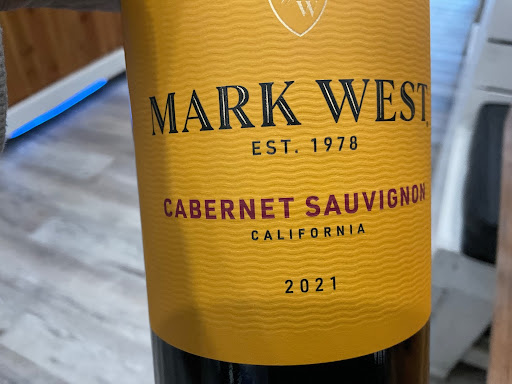 MARK WEST
EST. 1978
CABERNET SAUVIGNON
CALIFORNIA
2021